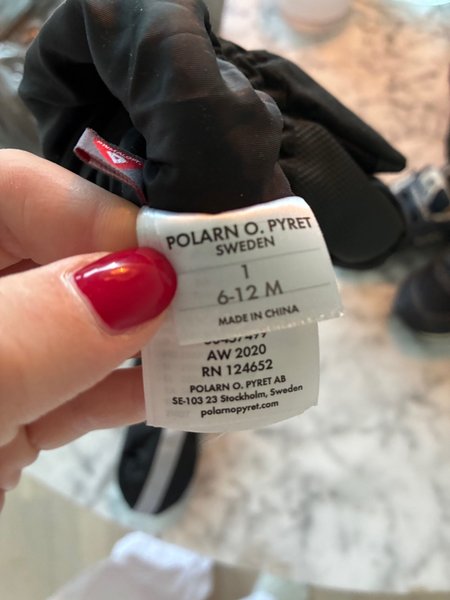 POLARN O. PYRET
SWEDEN
1
6-12 M
MADE IN CHINA
AW 2020
RN 124652
POLARN O. PYRET AB
SE-103 23 Stockholm, Sweden
polarnopyret.com